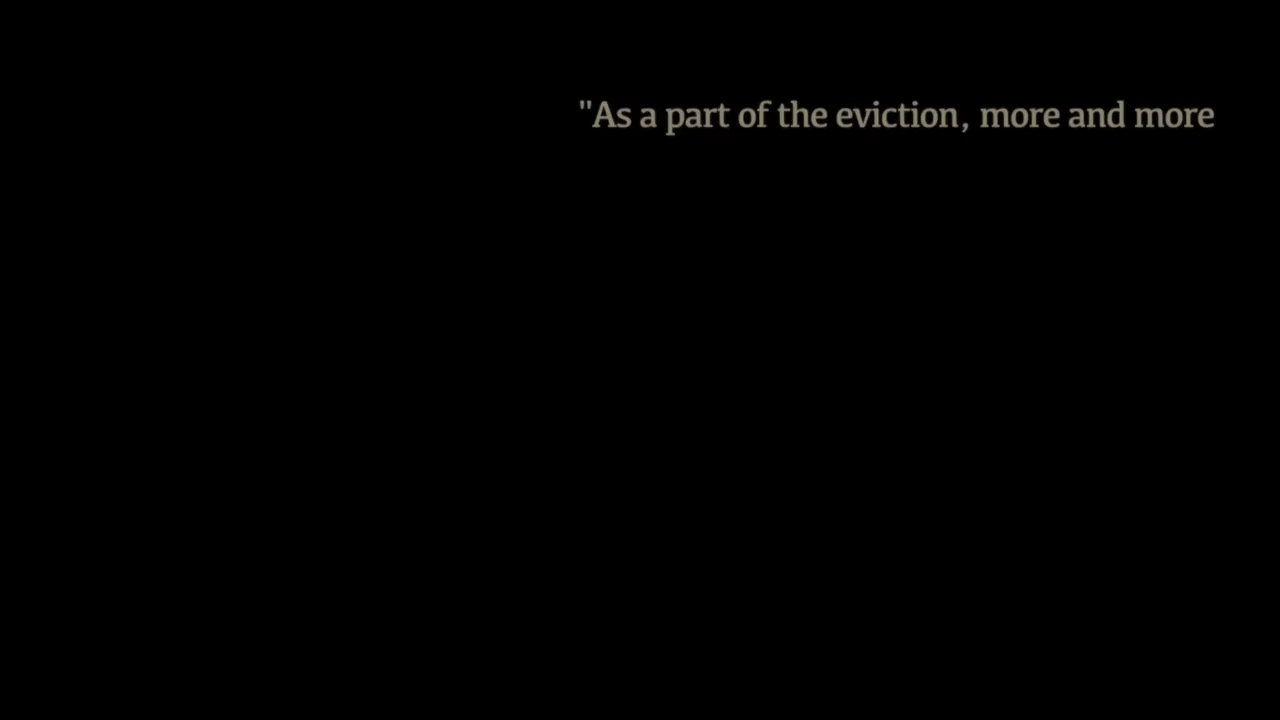 "As a part of the eviction, more and more